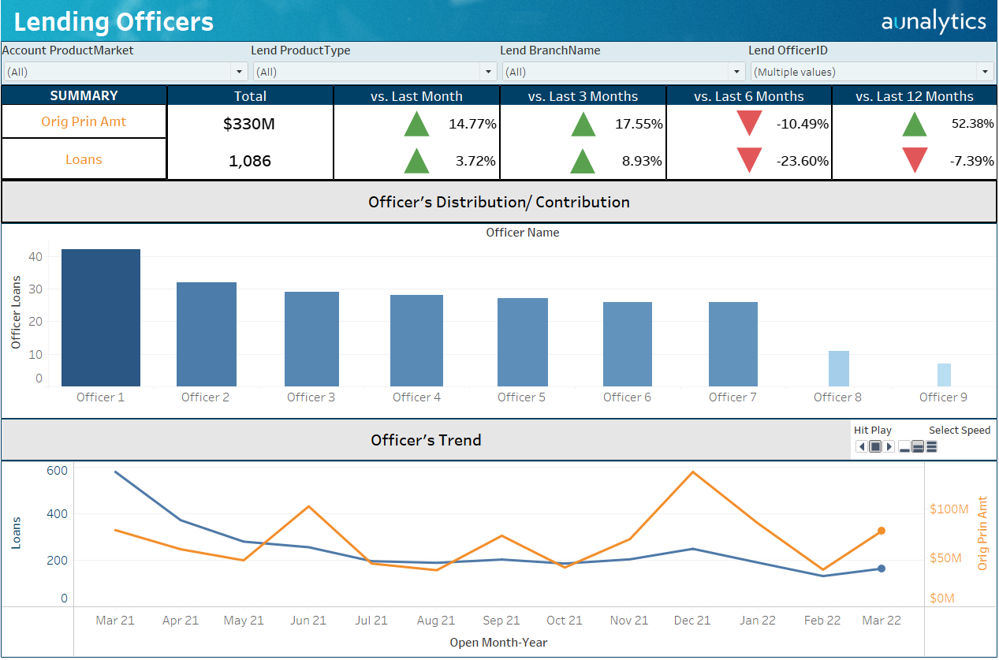 Lending Officers
aunalytics
Account ProductMarket Lend ProductType Lend BranchName Lend OfficerID
(All) (All) (All) (Multiple values)
SUMMARY Total vs. Last Month vs. Last 3 Months vs. Last 6 Months vs. Last 12 Months
Orig Prin Amt $330M 14.77% 17.55% -10.49% 52.38%
Loans 1,086 3.72% 8.93% -23.60% -7.39%
Officer's Distribution/ Contribution
Officer Name
Officer Loans
40
30
20
10
0
Officer 1 Officer 2 Officer 3 Officer 4 Officer 5 Officer 6 Officer 7 Officer 8 Officer 9
Officer's Trend
Hit Play Select Speed
Loans
600
400
200
0
$100M
$50M
$0M
Orig Prin Amt
Mar 21 Apr 21 May 21 Jun 21 Jul 21 Aug 21 Sep 21 Oct 21 Nov 21 Dec 21 Jan 22 Feb 22 Mar 22
Open Month-Year